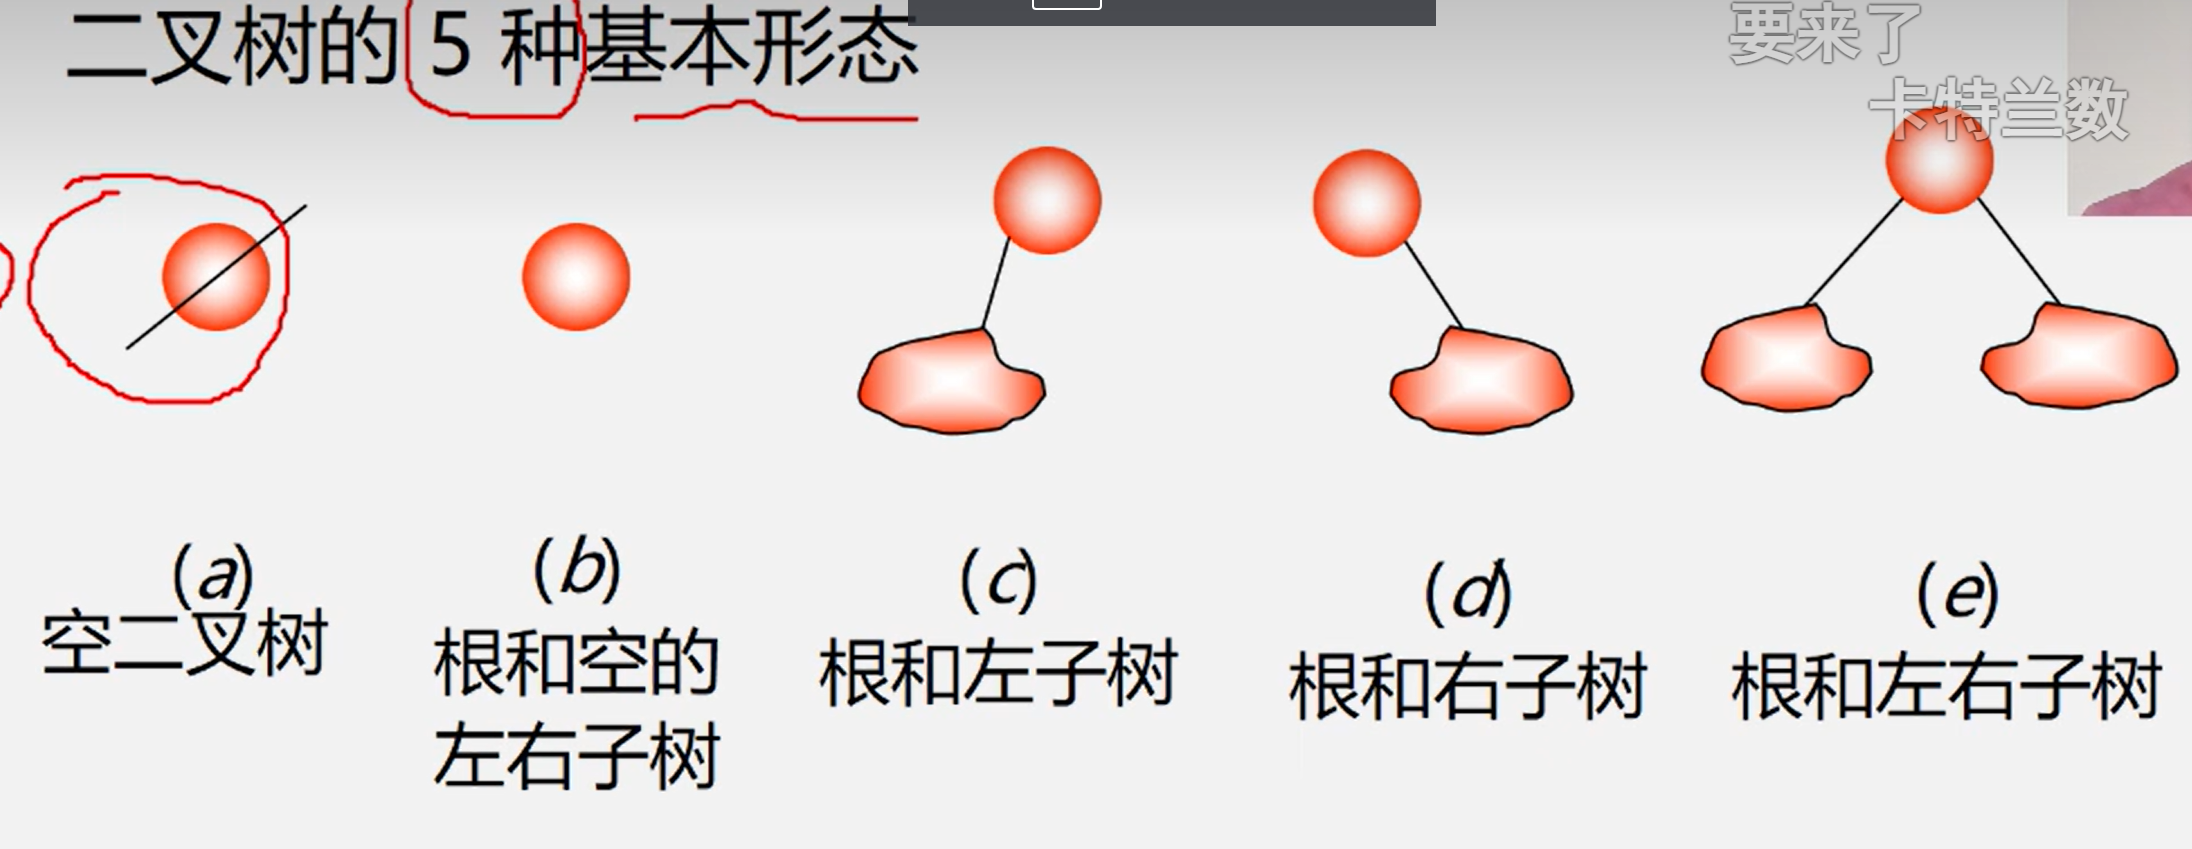 二叉树的 5 种基本形态
要来了
卡特兰数
(a)
空二叉树
(b)
根和空的
左右子树
(c)
根和左子树
(d)
根和右子树
(e)
根和左右子树